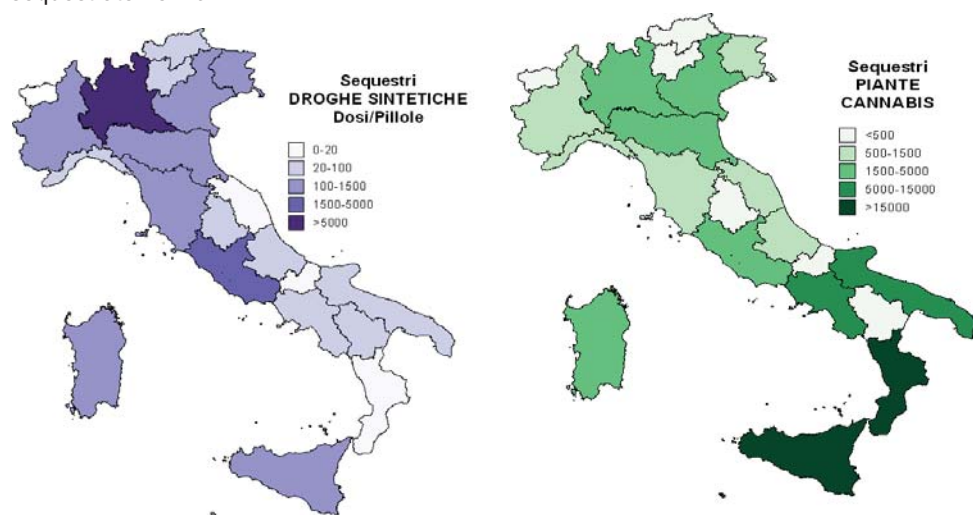 Sequestri
DROGHE SINTETICHE
Dosi/Pillole
0-20
20-100
100-1500
1500-5000
>5000
Sequestri
PIANTE
CANNABIS
<500
500-1500
1500-5000
5000-15000
>15000